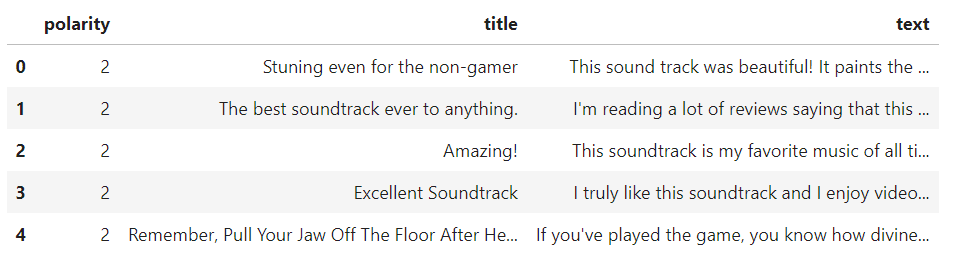 polarity title text
0 2 Stuning even for the non-gamer This sound track was beautiful! It paints the ...
1 2 The best soundtrack ever to anything. I'm reading a lot of reviews saying that this ...
2 2 Amazing! This soundtrack is my favorite music of all ti...
3 2 Excellent Soundtrack I truly like this soundtrack and I enjoy video...
4 2 Remember, Pull Your Jaw Off The Floor After He... If you've played the game, you know how divine...